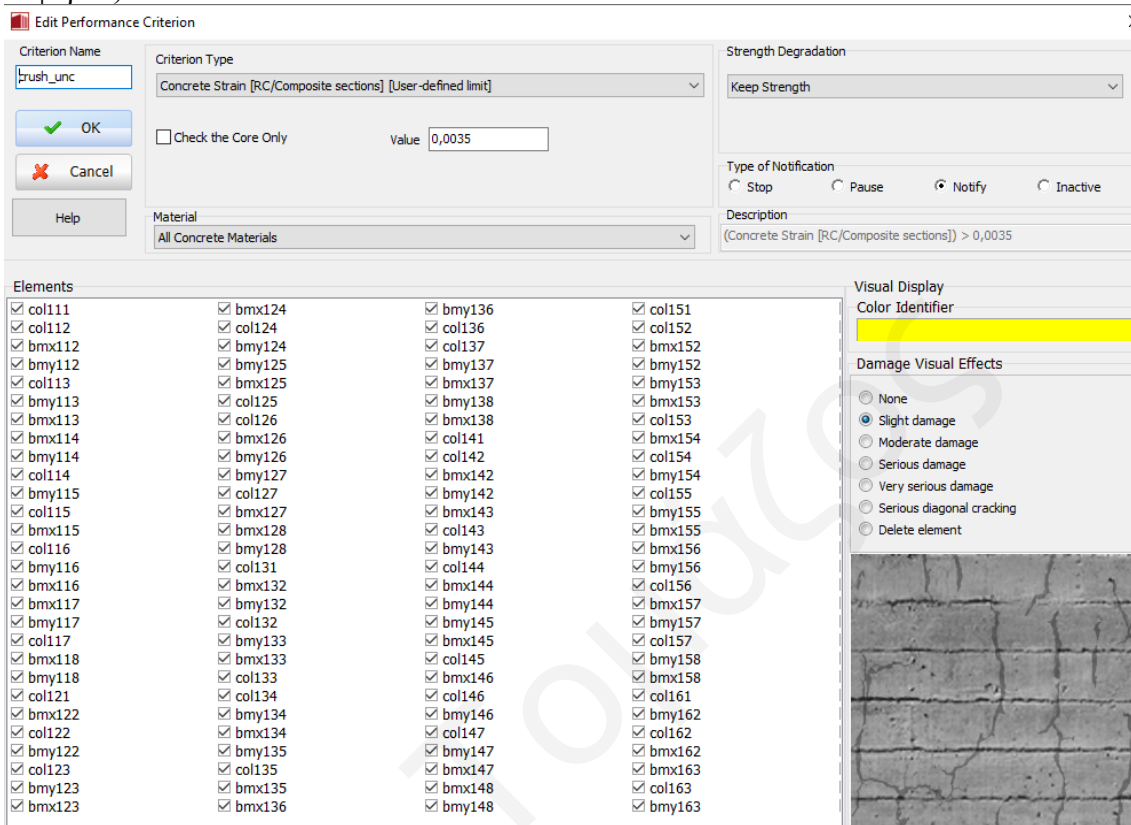 Edit Performance Criterion
Criterion Name
crush_unc
OK
Cancel
Help
Criterion Type
Concrete Strain [RC/Composite sections] [User-defined limit]
Check the Core Only
Value 0,0035
Material
All Concrete Materials
Strength Degradation
Keep Strength
Type of Notification
Stop Pause Notify Inactive
Description
(Concrete Strain [RC/Composite sections]) > 0,0035
Elements
col111 bmx124 bmy136 col151
col112 col124 col136 col152
bmx112 bmy124 col137 bmx152
bmy112 bmy125 bmy137 bmy152
col113 bmx125 bmx137 bmy153
bmy113 col125 bmy138 bmx153
bmx113 col126 bmx138 col153
bmx114 bmx126 col141 bmx154
bmy114 bmy126 col142 col154
col114 bmy127 bmx142 bmy154
bmy115 col127 bmy142 col155
col115 bmx127 bmx143 bmy155
bmx115 bmx128 col143 bmx155
col116 bmy128 bmy143 bmx156
bmy116 col131 col144 bmy156
bmx116 bmx132 bmx144 col156
bmx117 bmy132 bmy144 bmx157
bmy117 col132 bmy145 bmy157
col117 bmy133 bmx145 col157
bmx118 bmx133 col145 bmy158
bmy118 col133 bmx146 bmx158
col121 col134 col146 col161
bmx122 bmy134 bmy146 bmy162
col122 bmx134 col147 col162
bmy122 bmy135 bmy147 bmx162
col123 col135 bmx147 bmx163
bmy123 bmx135 bmx148 col163
bmx123 bmx136 bmy148 bmy163
Visual Display
Color Identifier
Damage Visual Effects
None
Slight damage
Moderate damage
Serious damage
Very serious damage
Serious diagonal cracking
Delete element
Τουαζος